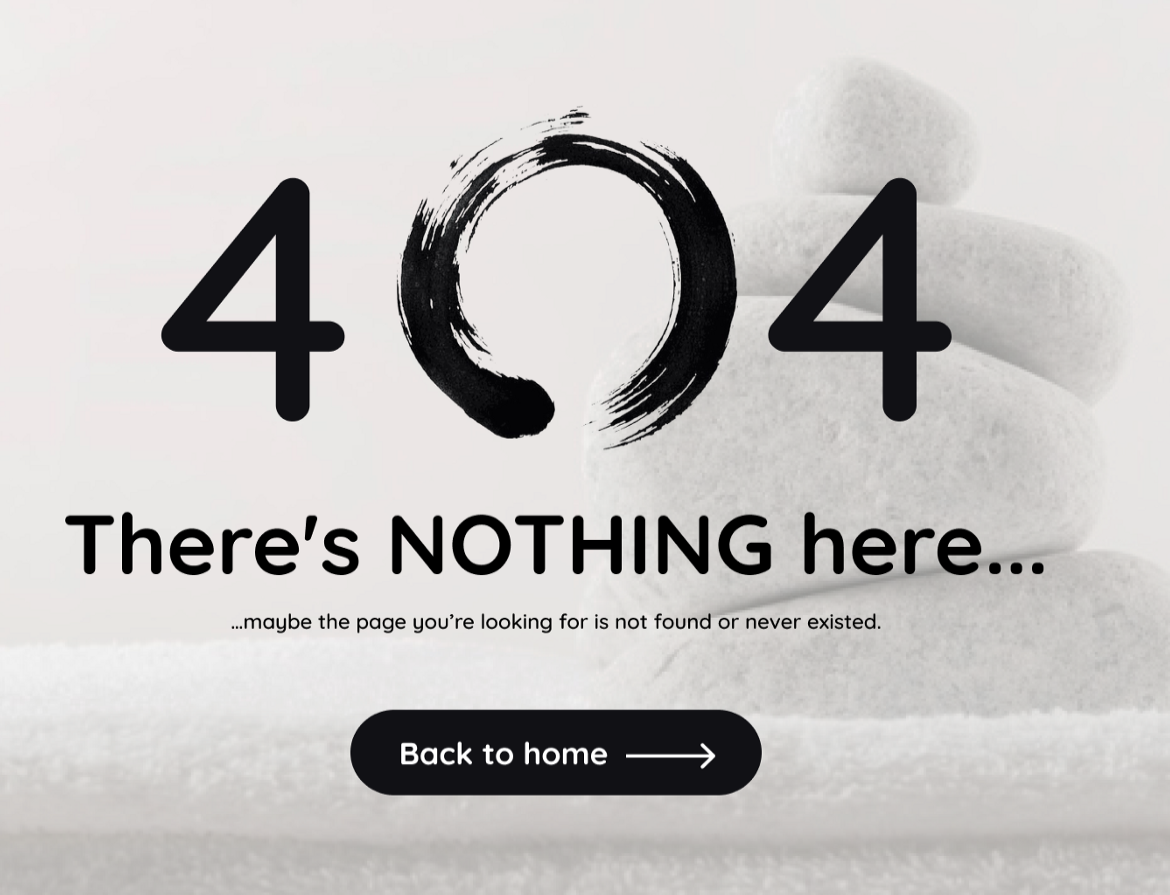 404
There's NOTHING here...
...maybe the page you’re looking for is not found or never existed.
Back to home